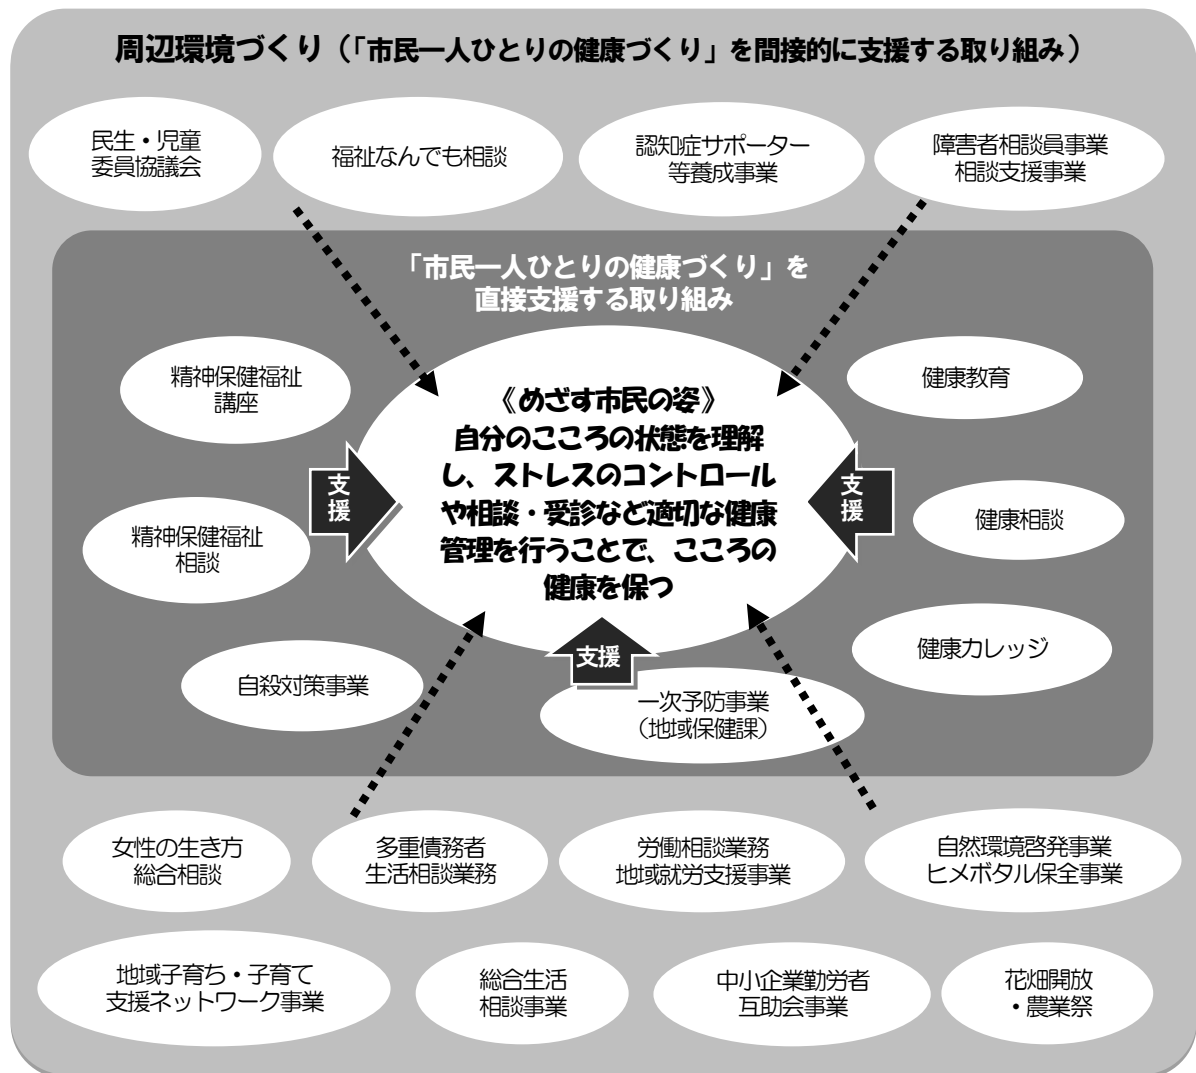 周辺環境づくり（「市民一人ひとりの健康づくり」を間接的に支援する取り組み）
民生・児童
委員協議会
福祉なんでも相談
認知症サポーター
等養成事業
障害者相談員事業
相談支援事業
「市民一人ひとりの健康づくり」を
直接支援する取り組み
精神保健福祉
講座
精神保健福祉
相談
自殺対策事業
支援
《めざす市民の姿》
自分のこころの状態を理解
し、ストレスのコントロール
や相談・受診など適切な健康
管理を行うことで、こころの
健康を保つ
支援
健康教育
健康相談
健康カレッジ
支援
一次予防事業
（地域保健課）
女性の生き方
総合相談
多重債務者
生活相談業務
労働相談業務
地域就労支援事業
自然環境啓発事業
ヒメボタル保全事業
地域子育ち・子育て
支援ネットワーク事業
総合生活
相談事業
中小企業勤労者
互助会事業
花畑開放
・農業祭